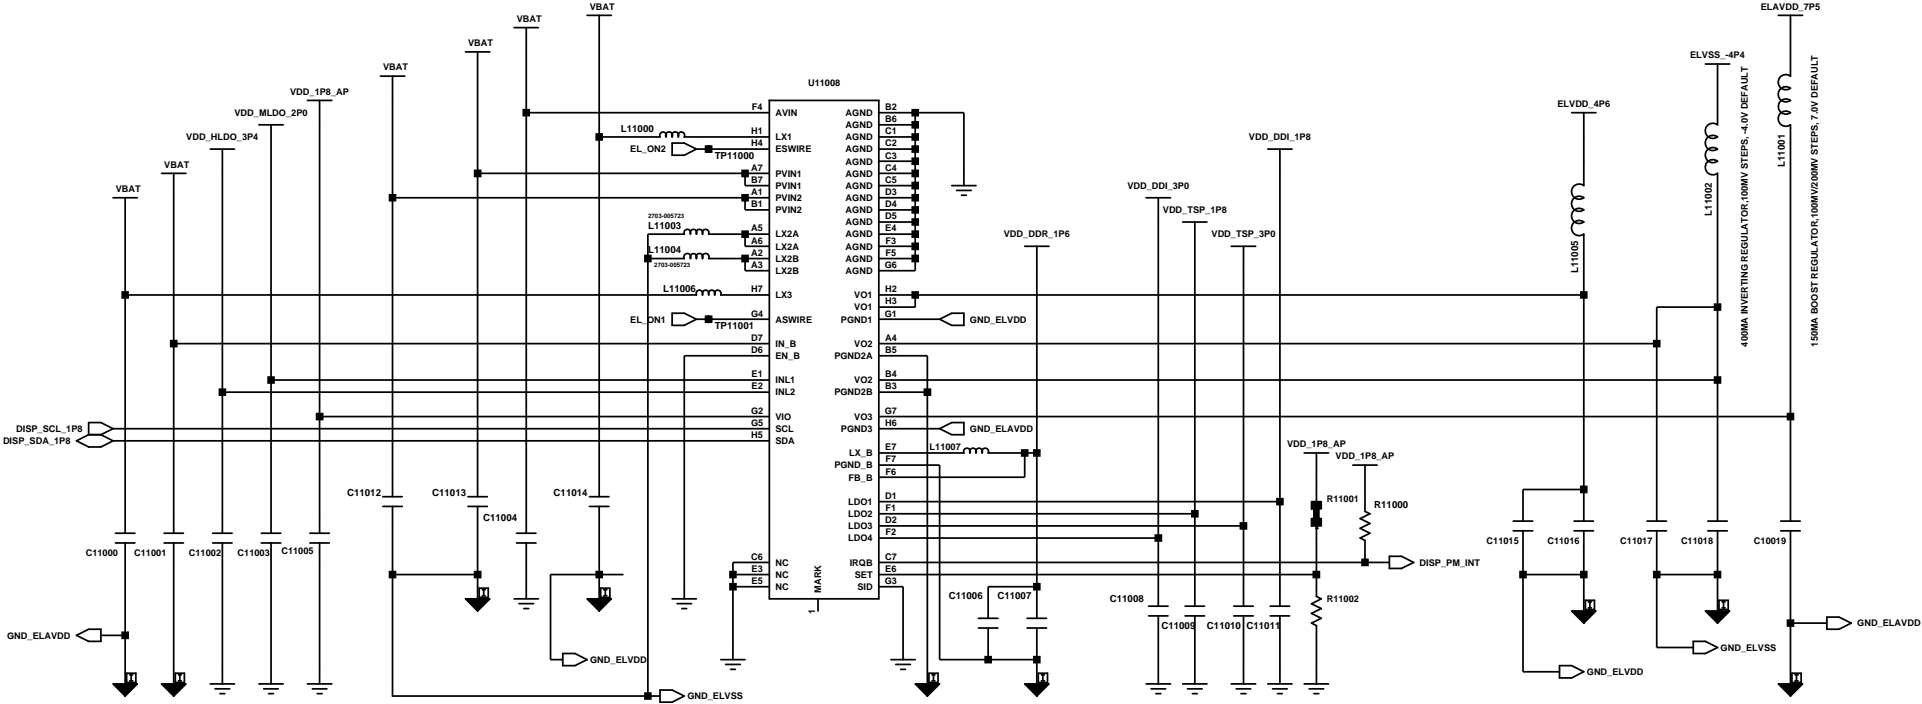 VBAT
ELAVDD_7P5
VBAT
VBAT
ELVSS_-4P4
VBAT
U11008
VDD_1P8_AP
ELVDD_4P6
VDD_MLDO_2P0
VDD_HLDO_3P4
VDD_DDI_1P8
VBAT
VBAT
VDD_DDI_3P0
VDD_TSP_1P8
VDD_DDR_1P6
VDD_TSP_3P0
F4 AVIN AGND B2
AGND B6
L11000 H1 LX1 AGND C1
EL_ON2 TP11000 H4 ESWIRE AGND C2
AGND C3
A7 PVIN1 AGND C4
B7 PVIN1 AGND C5
A1 PVIN2 AGND D3
B1 PVIN2 AGND D4
2703-005723
AGND D5
L11003 A5 LX2A AGND E4
A6 LX2A AGND F3
L11004 A2 LX2B AGND F5
2703-005723 A3 LX2B AGND G6
L11006 H7 LX3 VO1 H2
VO1 H3
EL_ON1 TP11001 G4 ASWIRE PGND1 G1 GND_ELVDD
D7 IN_B VO2 A4
D6 EN_B PGND2A B5
E1 INL1 VO2 B4
E2 INL2 PGND2B B3
G2 VIO VO3 G7
DISP_SCL_1P8 G5 SCL PGND3 H6 GND_ELAVDD
DISP_SDA_1P8 H5 SDA
LX_B E7 L11007
PGND_B F7
FB_B F6
LDO1 D1
LDO2 F1
LDO3 D2
LDO4 F2
C6 NC IRQB C7 DISP_PM_INT
E3 NC SET E6
E5 NC SID G3
MARK
1
L11005
L11002
L11001
400MA INVERTING REGULATOR,100MV STEPS, -4.0V DEFAULT
150MA BOOST REGULATOR,100MV/200MV STEPS, 7.0V DEFAULT
VDD_1P8_AP
VDD_1P8_AP
R11001
R11000
R11002
C11012
C11013
C11014
C11004
C11000
C11001
C11002
C11003
C11005
C11006
C11007
C11008
C11009
C11010
C11011
C11015
C11016
C11017
C11018
C10019
GND_ELAVDD
GND_ELVDD
GND_ELVSS
GND_ELVDD
GND_ELVSS
GND_ELAVDD